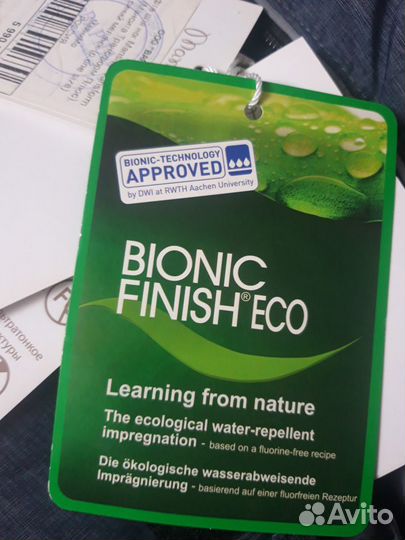 BIONIC-TECHNOLOGY
APPROVED
by DWI at RWTH Aachen University
BIONIC
FINISH® ECO
Learning from nature
The ecological water-repellent
impregnation - based on a fluorine-free recipe
Die ökologische wasserabweisende
Imprägnierung - basierend auf einer fluorfreien Rezeptur
Avito